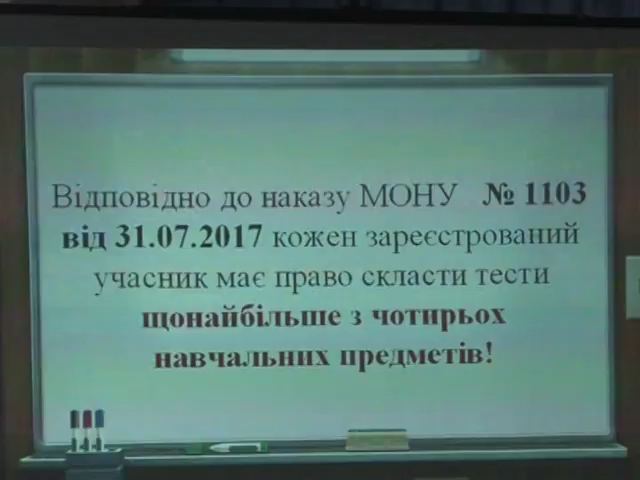 Відповідно до наказу МОНУ № 1103
від 31.07.2017 кожен зареєстрований
учасник має право скласти тести
щонайбільше з чотирьох
навчальних предметів!